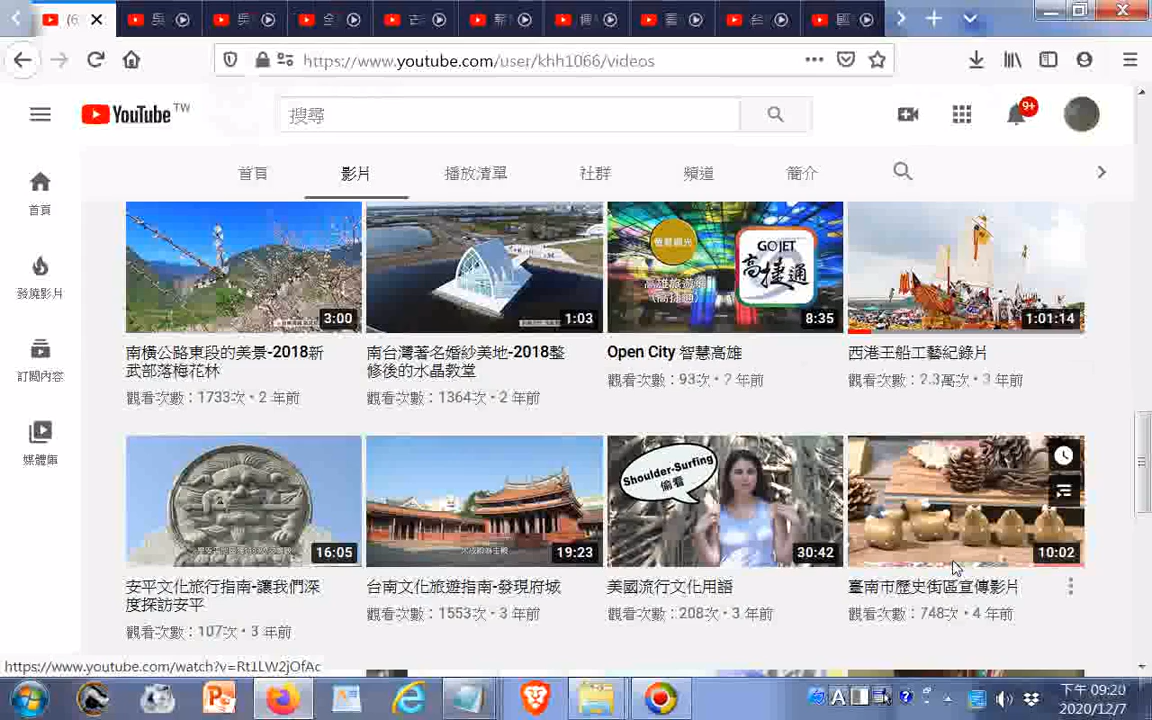 https://www.youtube.com/user/khh1066/videos
YouTube TW
搜尋
9+
首頁
影片
播放清單
社群
頻道
簡介
首頁
發燒影片
訂閱內容
媒體庫
3:00
1:03
智慧觀光
高雄旅遊網
(高捷通)
GOJET
高捷通
8:35
1:01:14
南橫公路東段的美景-2018新
武部落梅花林
觀看次數：1733次・2 年前
南台灣著名婚紗美地-2018整
修後的水晶教堂
觀看次數：1364次・2 年前
Open City 智慧高雄
觀看次數：93次・2 年前
西港王船工藝紀錄片
觀看次數：2.3萬次・3 年前
16:05
19:23
Shoulder-Surfing
偷看
30:42
10:02
安平文化旅行指南-讓我們深
度探訪安平
觀看次數：107次・3 年前
台南文化旅遊指南-發現府城
觀看次數：1553次・3 年前
美國流行文化用語
觀看次數：208次・3 年前
臺南市歷史街區宣傳影片
觀看次數：748次・4 年前
https://www.youtube.com/watch?v=Rt1LW2jOfAc
下午 09:20
2020/12/7